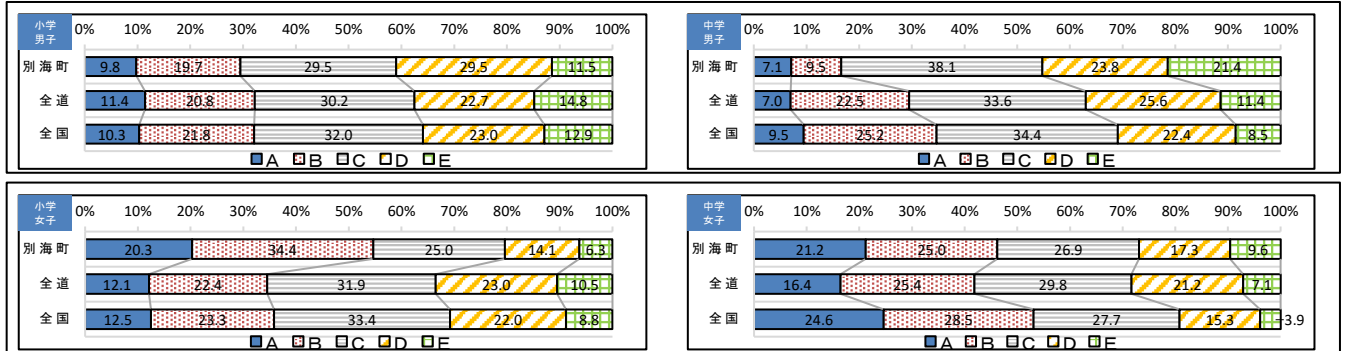 小学
男子
0% 10% 20% 30% 40% 50% 60% 70% 80% 90% 100%
別海町 9.8 19.7 29.5 29.5 11.5
全道 11.4 20.8 30.2 22.7 14.8
全国 10.3 21.8 32.0 23.0 12.9
A B C D E
中学
男子
0% 10% 20% 30% 40% 50% 60% 70% 80% 90% 100%
別海町 7.1 9.5 38.1 23.8 21.4
全道 7.0 22.5 33.6 25.6 11.4
全国 9.5 25.2 34.4 22.4 8.5
A B C D E
小学
女子
0% 10% 20% 30% 40% 50% 60% 70% 80% 90% 100%
別海町 20.3 34.4 25.0 14.1 6.3
全道 12.1 22.4 31.9 23.0 10.5
全国 12.5 23.3 33.4 22.0 8.8
A B C D E
中学
女子
0% 10% 20% 30% 40% 50% 60% 70% 80% 90% 100%
別海町 21.2 25.0 26.9 17.3 9.6
全道 16.4 25.4 29.8 21.2 7.1
全国 24.6 28.5 27.7 15.3 3.9
A B C D E